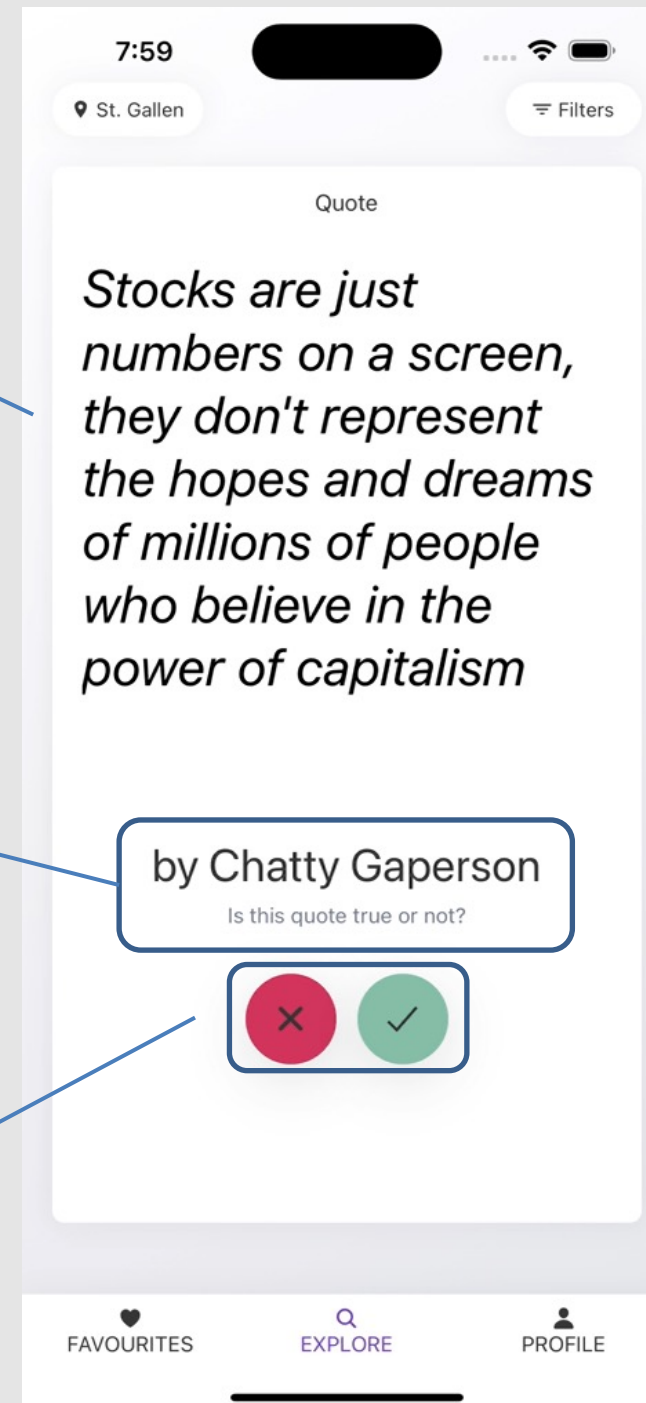 7:59
St. Gallen
Filters
Quote
Stocks are just
numbers on a screen,
they don't represent
the hopes and dreams
of millions of people
who believe in the
power of capitalism
by Chatty Gaperson
Is this quote true or not?
FAVOURITES
EXPLORE
PROFILE